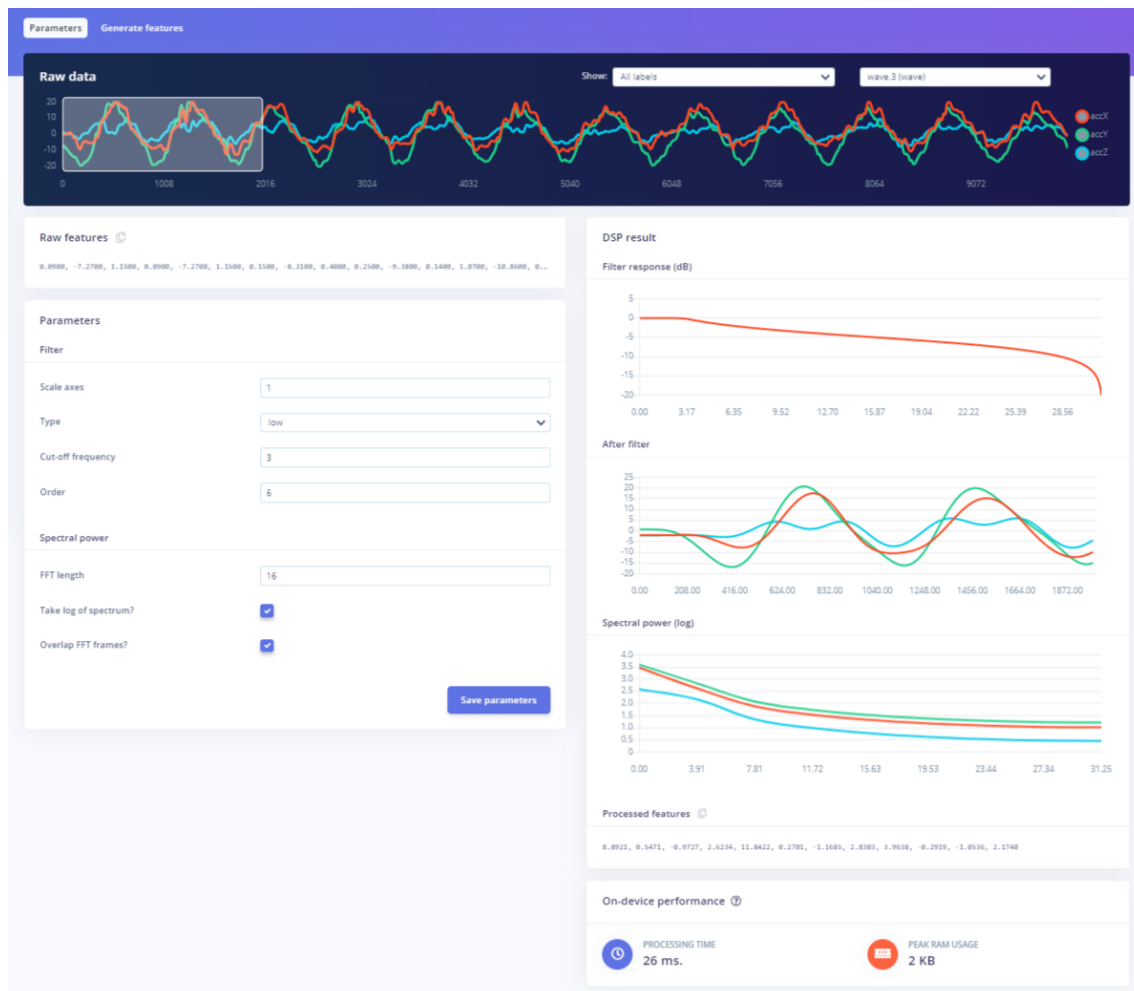 Parameters Generate features
Raw data Show: All labels wave.3 (wave)
20
10
0
-10
-20
accX
accY
accZ
0 1008 2016 3024 4032 5040 6048 7056 8064 9072
Raw features
0.0900, -7.2700, 1.1500, 0.0900, -7.2700, 1.1500, 0.1500, -8.3100, 0.4000, 0.2500, -9.3800, 0.1400, 1.0700, -10.8600, 0...
Parameters
Filter
Scale axes 1
Type low
Cut-off frequency 3
Order 6
Spectral power
FFT length 16
Take log of spectrum?
Overlap FFT frames?
Save parameters
DSP result
Filter response (dB)
5
0
-5
-10
-15
-20
0.00 3.17 6.35 9.52 12.70 15.87 19.04 22.22 25.39 28.56
After filter
25
20
15
10
5
0
-5
-10
-15
-20
0.00 208.00 416.00 624.00 832.00 1040.00 1248.00 1456.00 1664.00 1872.00
Spectral power (log)
4.0
3.5
3.0
2.5
2.0
1.5
1.0
0.5
0
0.00 3.91 7.81 11.72 15.63 19.53 23.44 27.34 31.25
Processed features
8.8921, 0.5471, -0.9727, 2.6234, 11.8422, 0.2701, -1.1685, 2.8303, 3.9638, -0.2919, -1.0536, 2.1740
On-device performance
PROCESSING TIME
26 ms.
PEAK RAM USAGE
2 KB